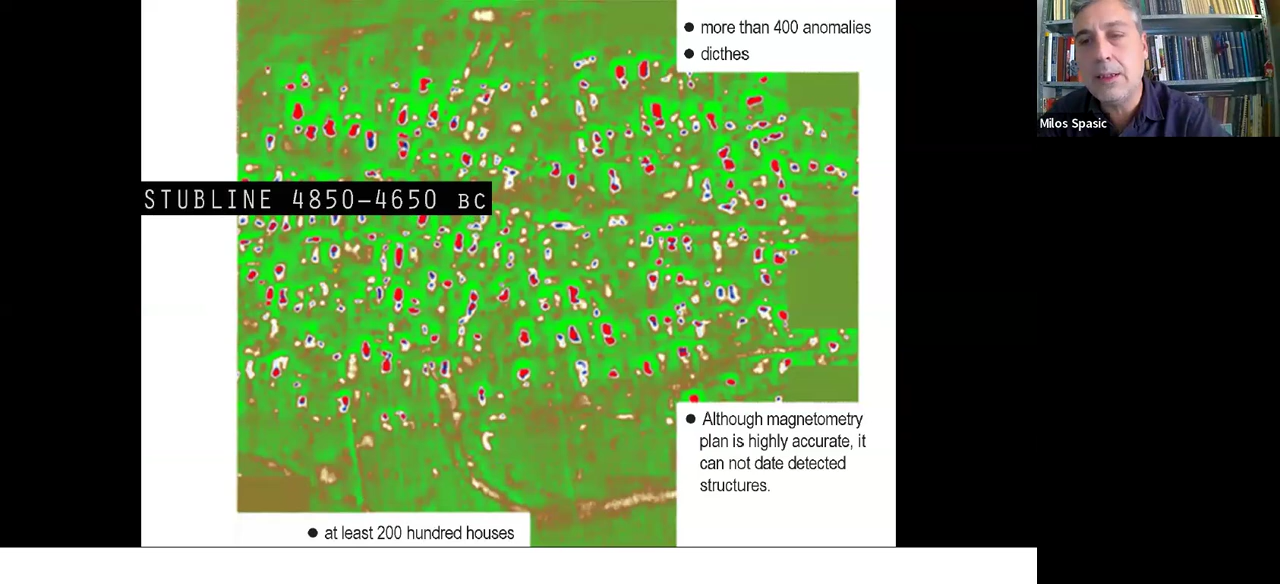 ● more than 400 anomalies
● dicthes
Milos Spasic
STUBLINE 4850–4650 BC
● Although magnetometry
plan is highly accurate, it
can not date detected
structures.
● at least 200 hundred houses